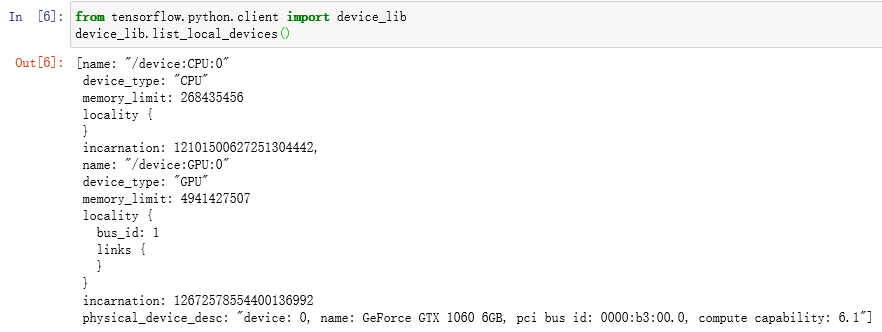 In [6]: from tensorflow.python.client import device_lib
device_lib.list_local_devices()
Out[6]: [name: "/device:CPU:0"
device_type: "CPU"
memory_limit: 268435456
locality {
}
incarnation: 12101500627251304442,
name: "/device:GPU:0"
device_type: "GPU"
memory_limit: 4941427507
locality {
bus_id: 1
links {
}
}
incarnation: 12672578554400136992
physical_device_desc: "device: 0, name: GeForce GTX 1060 6GB, pci bus id: 0000:b3:00.0, compute capability: 6.1"]